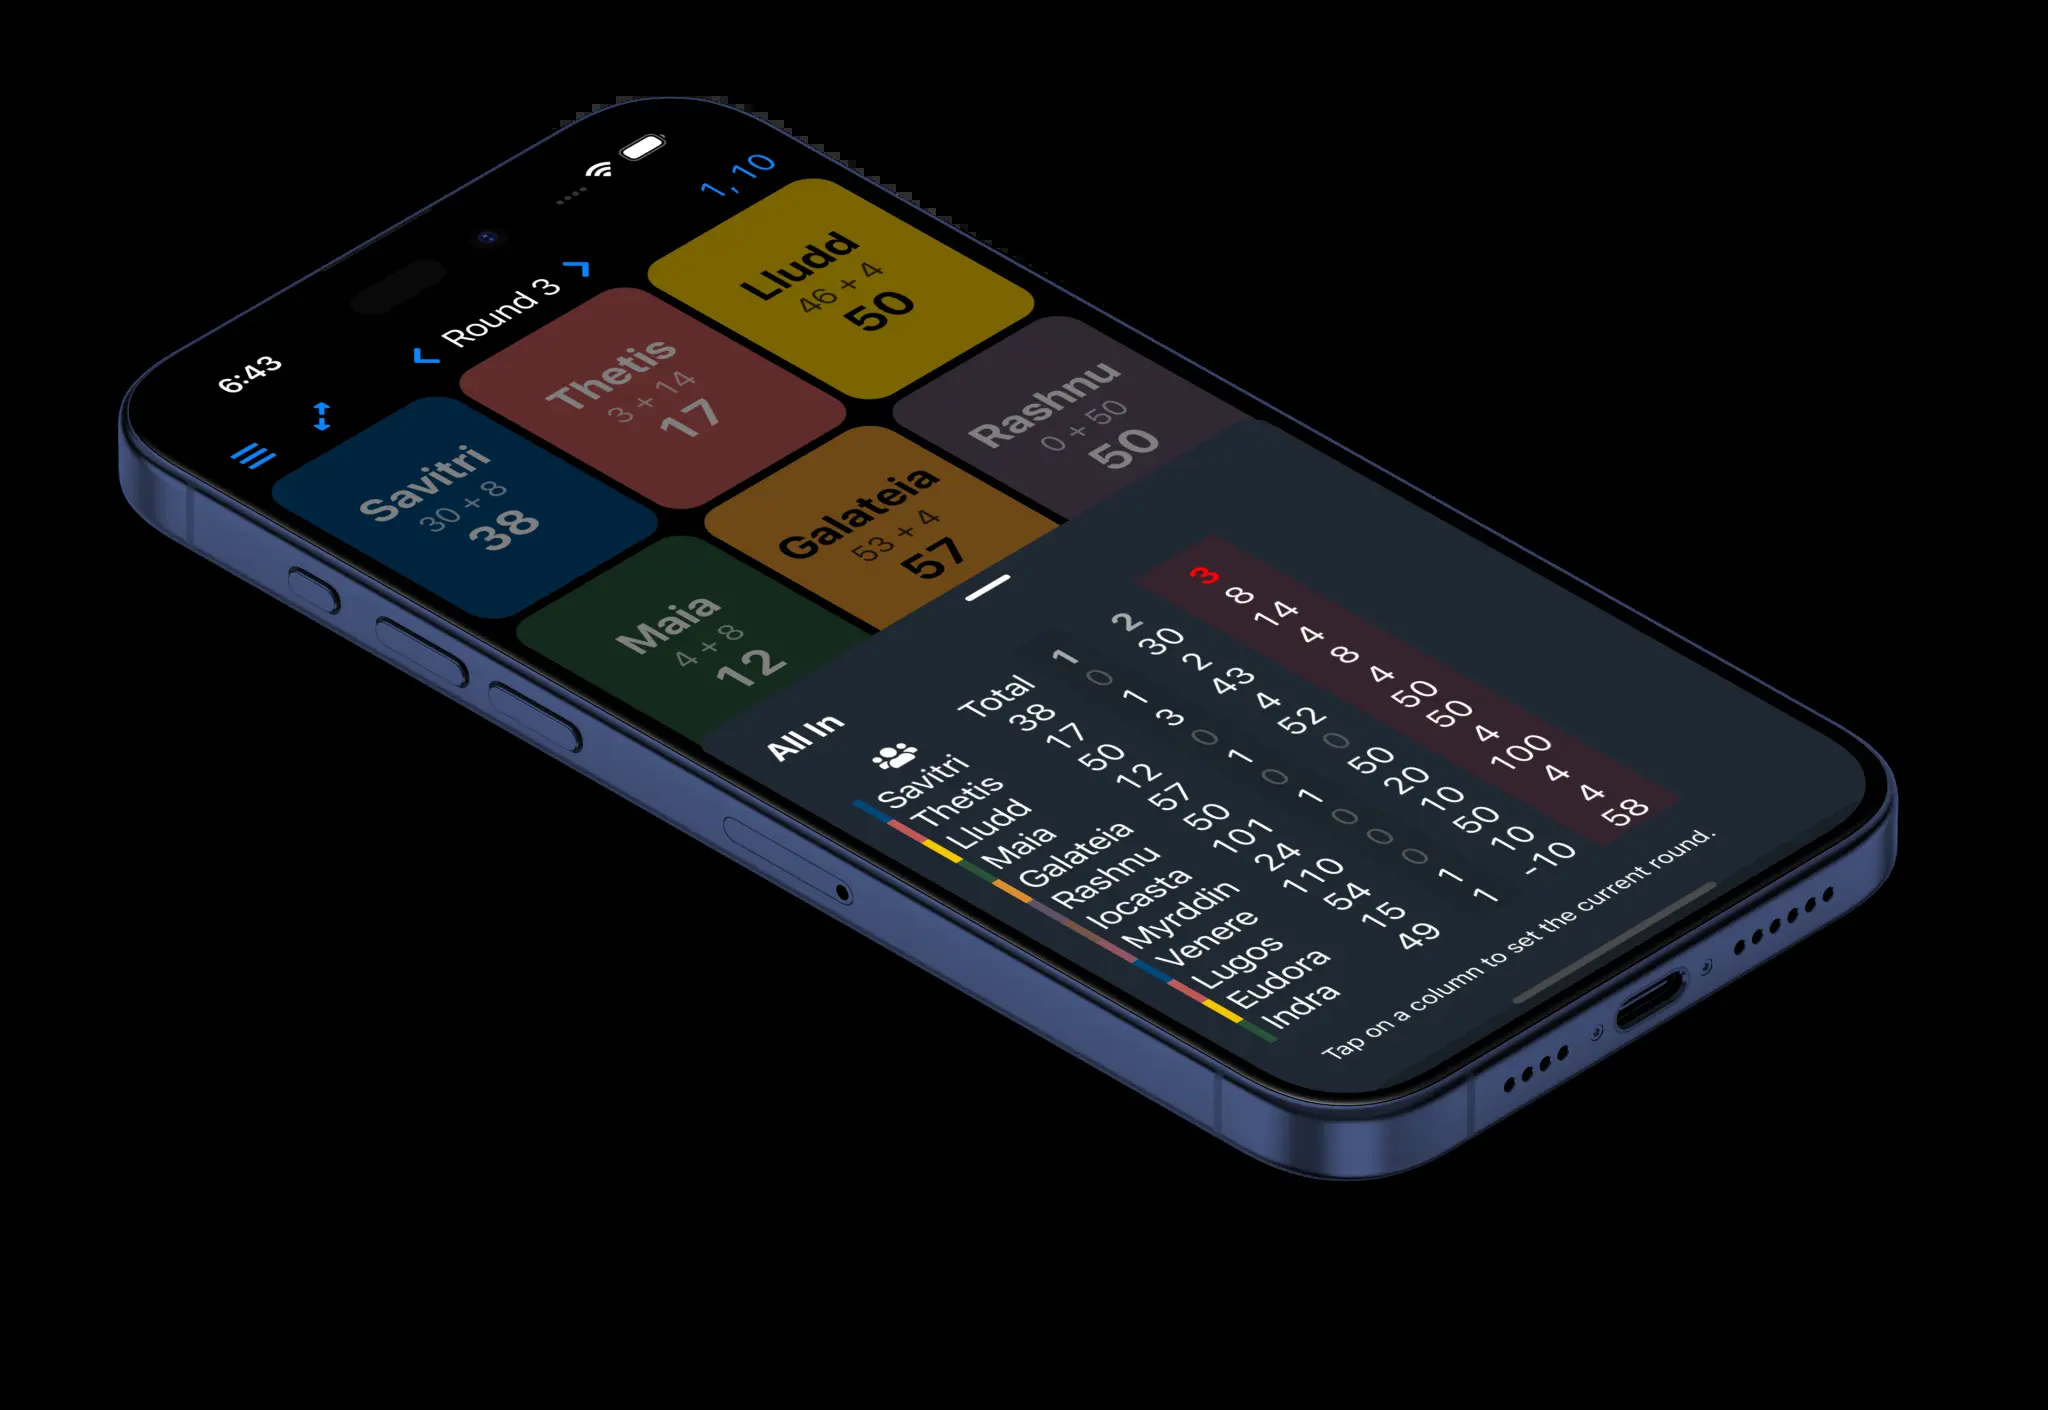 6:43
Round 3
1,10
Savitri
30 + 8
38
Thetis
3 + 14
17
Lludd
46 + 4
50
Maia
4 + 8
12
Galateia
53 + 4
57
Rashnu
0 + 50
50
All In
Total 1 2 3
Savitri 38 0 30 8
Thetis 17 1 2 14
Lludd 50 3 43 4
Maia 12 0 4 8
Galateia 57 1 52 4
Rashnu 50 0 0 50
Iocasta 101 1 50 50
Myrddin 24 0 20 4
Venere 110 0 10 100
Lugos 54 0 50 4
Eudora 15 1 10 4
Indra 49 1 -10 58
Tap on a column to set the current round.